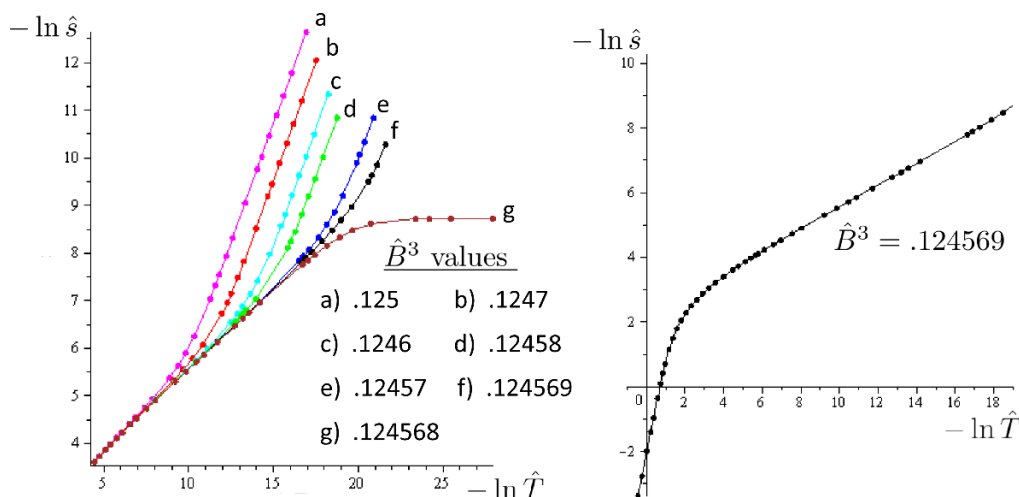 − ln ŝ
a
b
c
d
e
f
g
12
11
10
9
8
7
6
5
4
10
15
20
25
− ln T̂
B̂³ values
a) .125 b) .1247
c) .1246 d) .12458
e) .12457 f) .124569
g) .124568
− ln ŝ
10
8
6
4
2
0
−2
2
4
6
8
10
12
14
16
18
B̂³ = .124569
− ln T̂